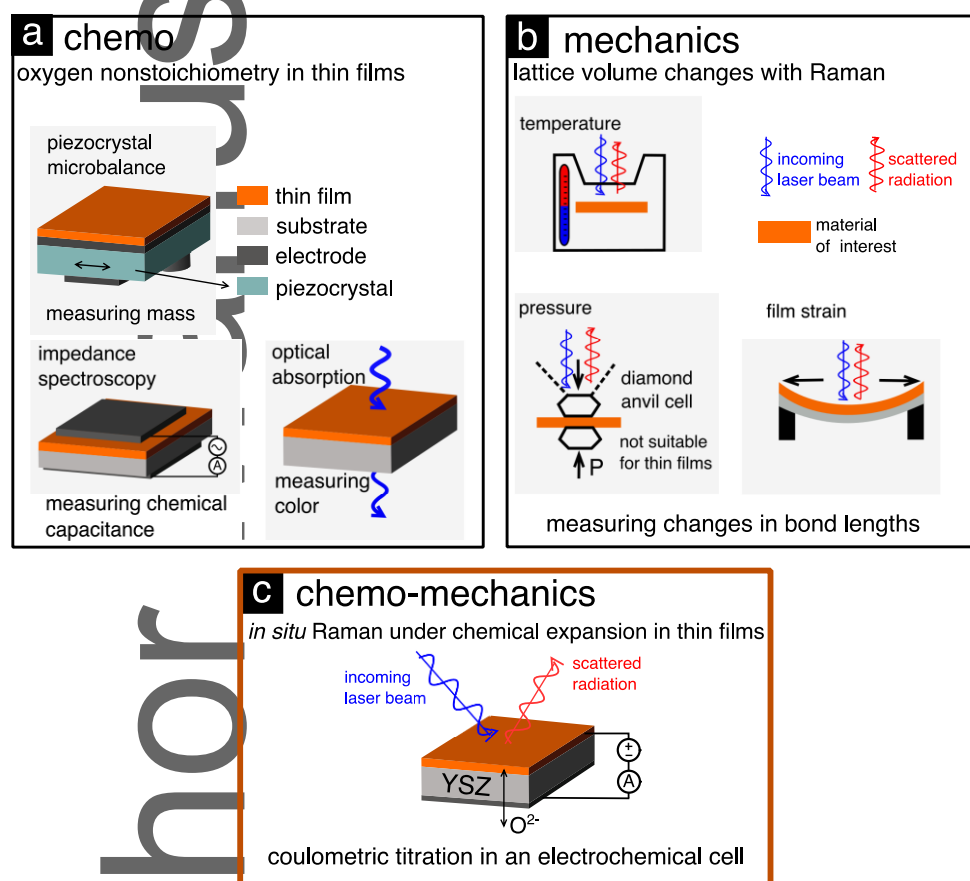 a chemo
oxygen nonstoichiometry in thin films
piezocrystal
microbalance
thin film
substrate
electrode
piezocrystal
measuring mass
impedance
spectroscopy
A
measuring chemical
capacitance
optical
absorption
measuring
color
b mechanics
lattice volume changes with Raman
temperature
incoming
laser beam
scattered
radiation
material
of interest
pressure
diamond
anvil cell
not suitable
for thin films
P
film strain
measuring changes in bond lengths
c chemo-mechanics
in situ Raman under chemical expansion in thin films
incoming
laser beam
scattered
radiation
YSZ
O²⁻
+
−
A
coulometric titration in an electrochemical cell
hor